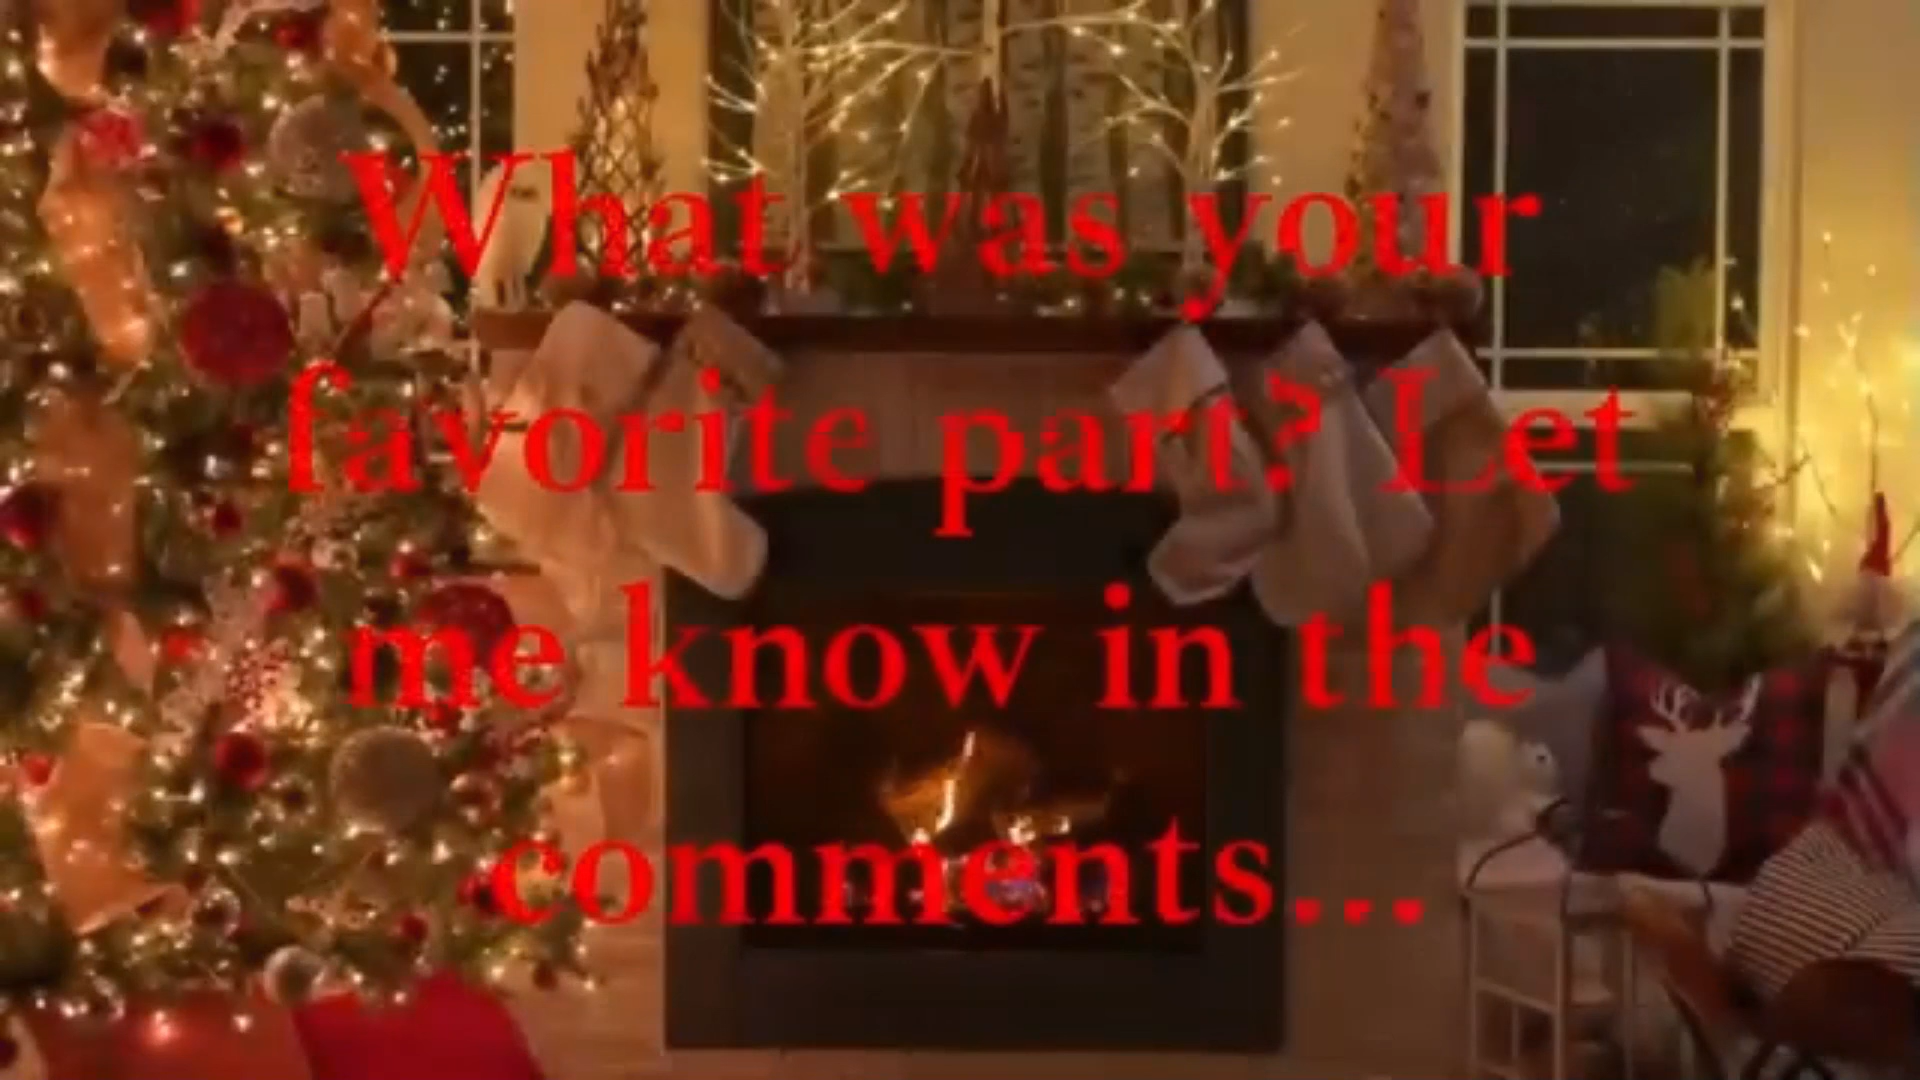 What was your
favorite part? Let
me know in the
comments...